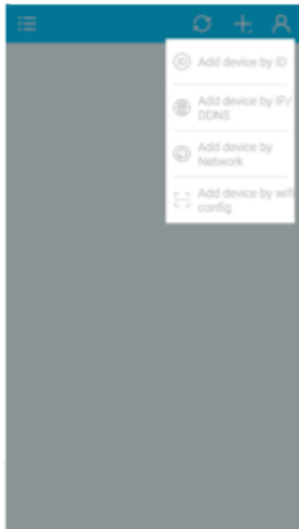 Add device by ID
Add device by IP/
DDNS
Add device by
Network
Add device by wifi
config